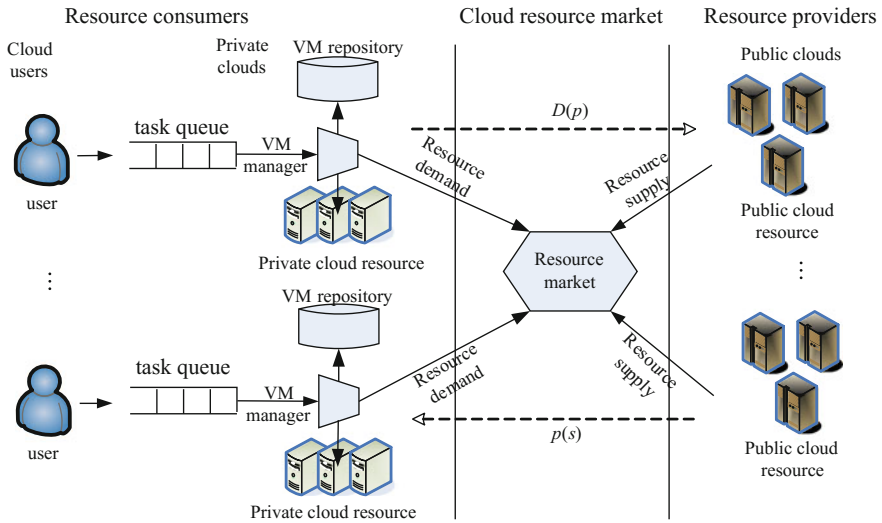 Resource consumers
Cloud resource market
Resource providers
Cloud
users
Private
clouds
VM repository
Public clouds
task queue
VM
manager
user
Resource
demand
D(p)
Resource
supply
Private cloud resource
Public cloud
resource
Resource
market
VM repository
task queue
VM
manager
user
Resource
demand
Resource
supply
p(s)
Private cloud resource
Public cloud
resource